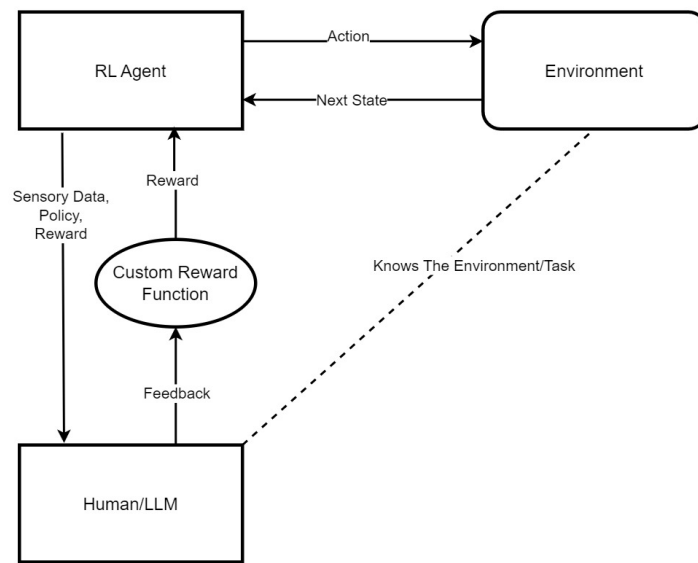 Action
RL Agent
Environment
Next State
Reward
Sensory Data,
Policy,
Reward
Custom Reward
Function
Knows The Environment/Task
Feedback
Human/LLM